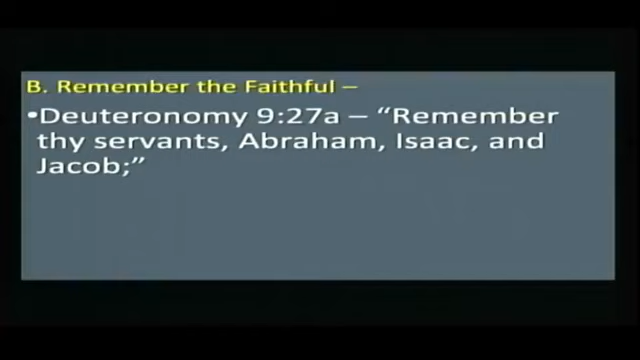 B. Remember the Faithful –
•Deuteronomy 9:27a – “Remember
thy servants, Abraham, Isaac, and
Jacob;”